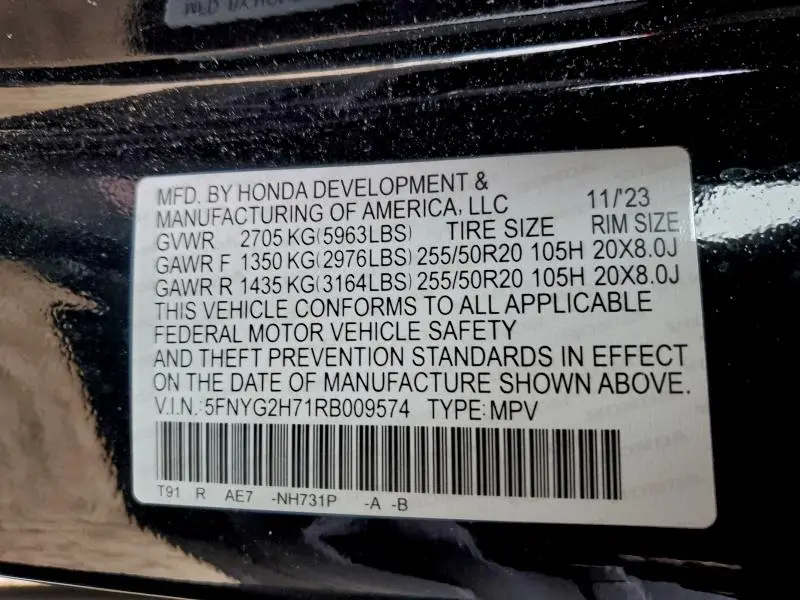 MFD. BY HONDA DEVELOPMENT &
MANUFACTURING OF AMERICA, LLC 11/'23
GVWR 2705 KG(5963LBS) TIRE SIZE RIM SIZE
GAWR F 1350 KG(2976LBS) 255/50R20 105H 20X8.0J
GAWR R 1435 KG(3164LBS) 255/50R20 105H 20X8.0J
THIS VEHICLE CONFORMS TO ALL APPLICABLE
FEDERAL MOTOR VEHICLE SAFETY
AND THEFT PREVENTION STANDARDS IN EFFECT
ON THE DATE OF MANUFACTURE SHOWN ABOVE.
V.I.N.: 5FNYG2H71RB009574 TYPE: MPV
T91 R AE7 -NH731P -A -B